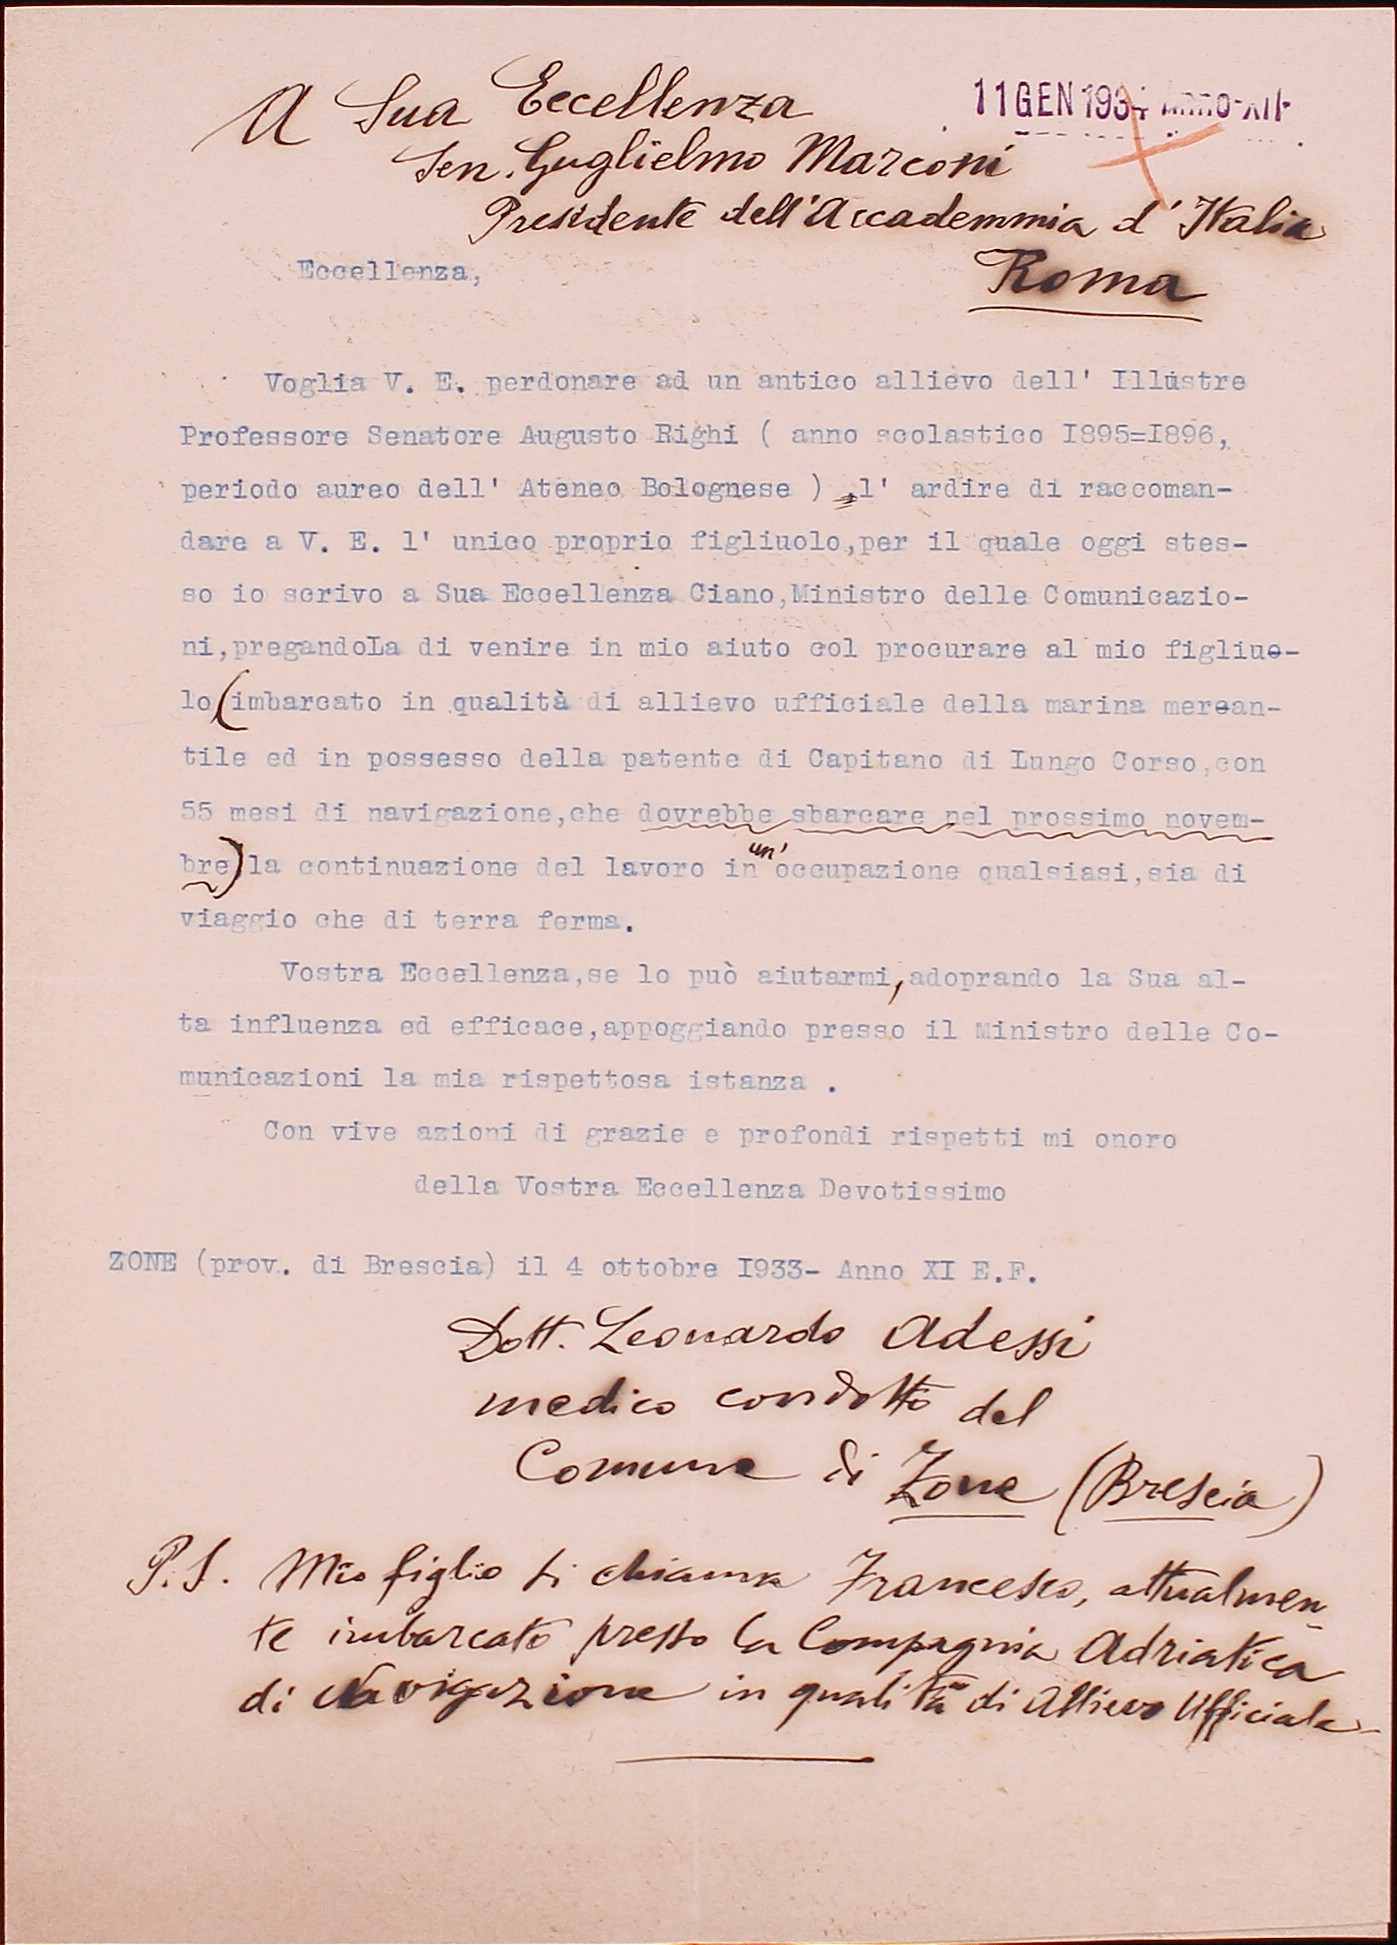 A Sua Eccellenza
11 GEN 1934 Anno XII
Sen. Guglielmo Marconi
Presidente dell'Accademmia d'Italia
Roma
Eccellenza,
Voglia V. E. perdonare ad un antico allievo dell' Illustre
Professore Senatore Augusto Righi ( anno scolastico I895=I896,
periodo aureo dell' Ateneo Bolognese ) , l' ardire di raccoman-
dare a V. E. l' unico proprio figliuolo,per il quale oggi stes-
so io scrivo a Sua Eccellenza Ciano,Ministro delle Comunicazio-
ni,pregandoLa di venire in mio aiuto col procurare al mio figliuo-
lo (imbarcato in qualità di allievo ufficiale della marina mercan-
tile ed in possesso della patente di Capitano di Lungo Corso,con
55 mesi di navigazione,che dovrebbe sbarcare nel prossimo novem-
bre) la continuazione del lavoro in un' occupazione qualsiasi,sia di
viaggio che di terra ferma.
Vostra Eccellenza,se lo può aiutarmi, adoprando la Sua al-
ta influenza ed efficace,appoggiando presso il Ministro delle Co-
municazioni la mia rispettosa istanza .
Con vive azioni di grazie e profondi rispetti mi onoro
della Vostra Eccellenza Devotissimo
ZONE (prov. di Brescia) il 4 ottobre I933- Anno XI E.F.
Dott. Leonardo Adessi
medico condotto del
Comune di Zone (Brescia)
P.S. Mio figlio si chiama Francesco, attualmen-
te imbarcato presso la Compagnia Adriatica
di Navigazione in qualità di Allievo Ufficiale